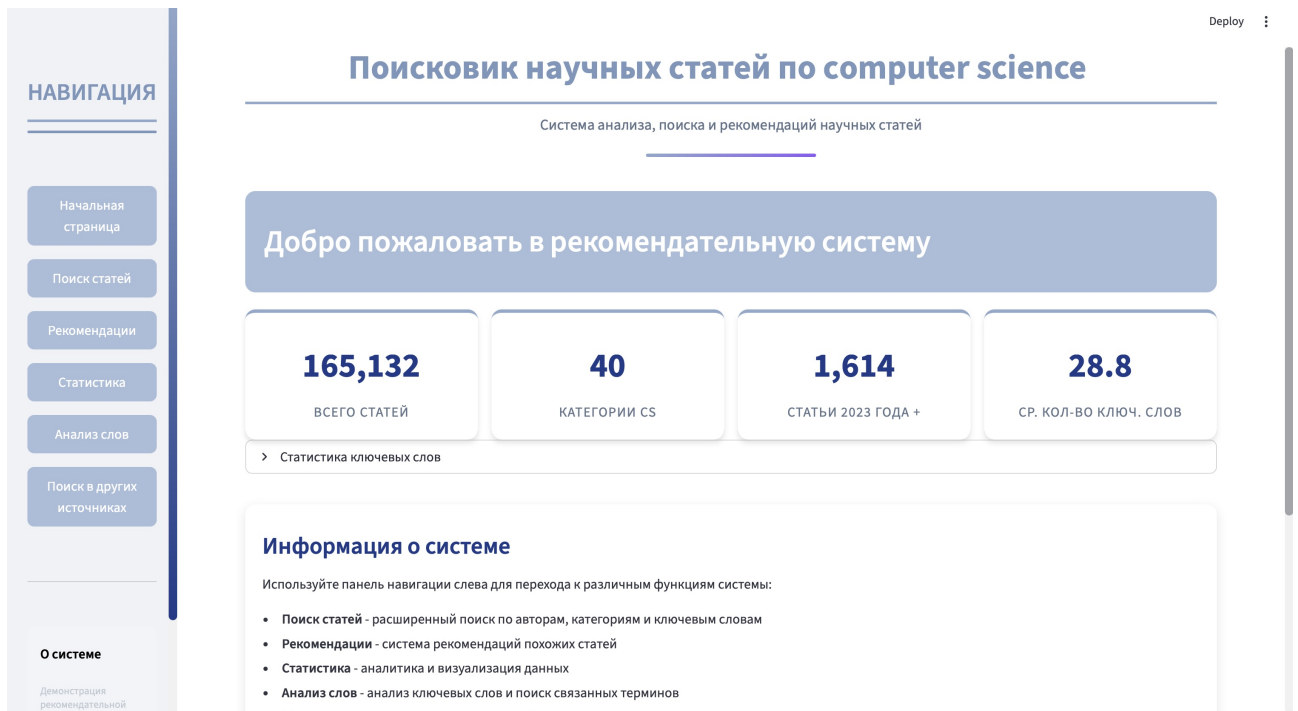 Deploy
НАВИГАЦИЯ
Начальная
страница
Поиск статей
Рекомендации
Статистика
Анализ слов
Поиск в других
источниках
О системе
Демонстрация
рекомендательной
Поисковик научных статей по computer science
Система анализа, поиска и рекомендаций научных статей
Добро пожаловать в рекомендательную систему
165,132
ВСЕГО СТАТЕЙ
40
КАТЕГОРИИ CS
1,614
СТАТЬИ 2023 ГОДА +
28.8
СР. КОЛ-ВО КЛЮЧ. СЛОВ
Статистика ключевых слов
Информация о системе
Используйте панель навигации слева для перехода к различным функциям системы:
• Поиск статей - расширенный поиск по авторам, категориям и ключевым словам
• Рекомендации - система рекомендаций похожих статей
• Статистика - аналитика и визуализация данных
• Анализ слов - анализ ключевых слов и поиск связанных терминов